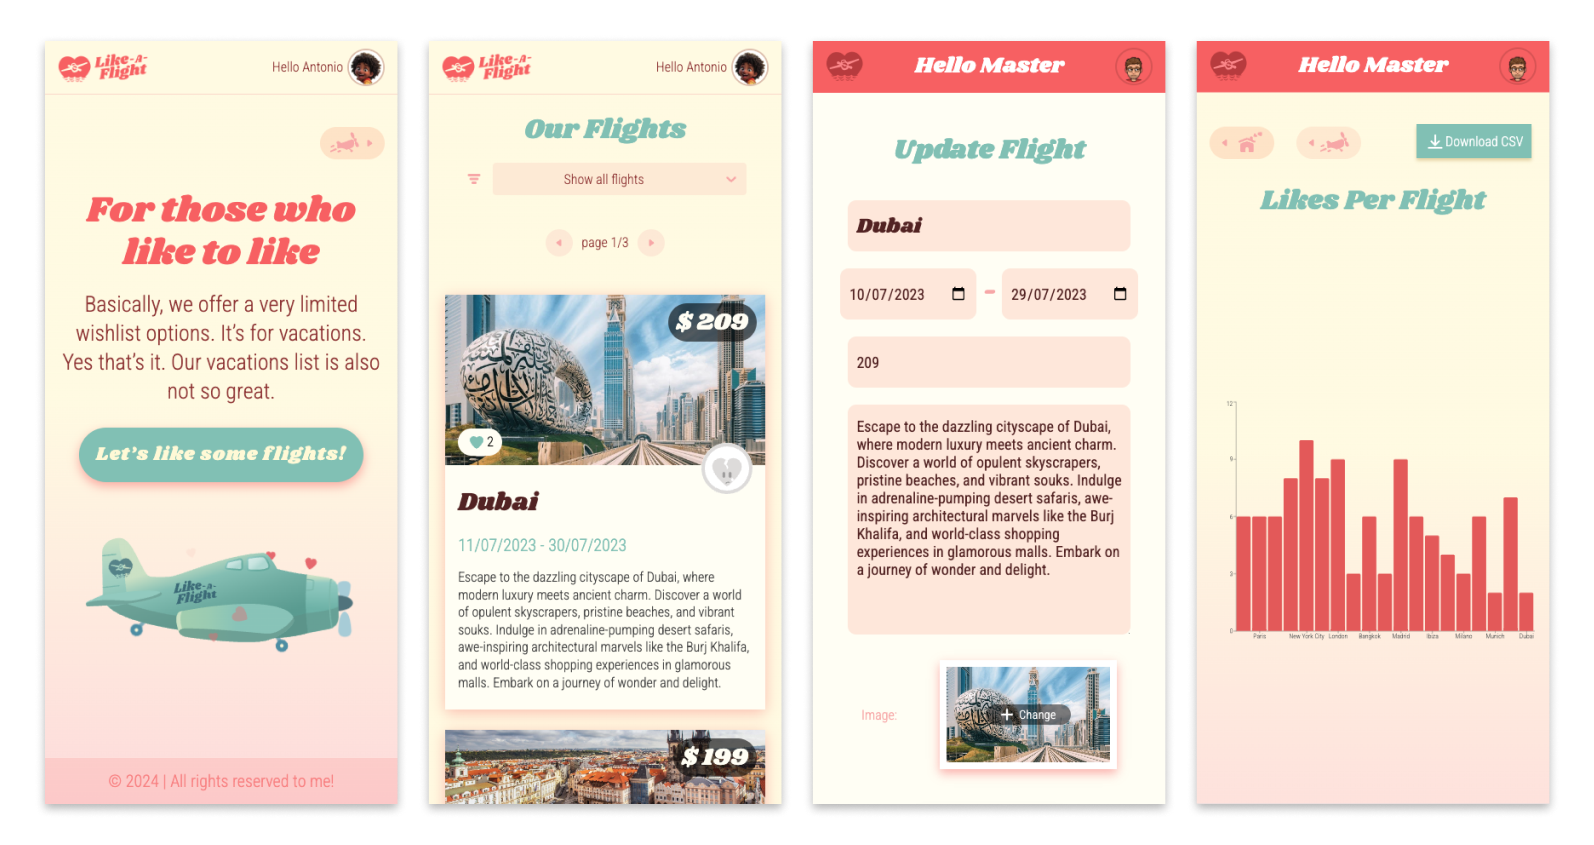 Like-A-
Flight
Hello Antonio
For those who
like to like
Basically, we offer a very limited
wishlist options. It's for vacations.
Yes that's it. Our vacations list is also
not so great.
Let's like some flights!
Like-A-
Flight
© 2024 | All rights reserved to me!
Like-A-
Flight
Hello Antonio
Our Flights
Show all flights
page 1/3
$ 209
2
Dubai
11/07/2023 - 30/07/2023
Escape to the dazzling cityscape of Dubai, where
modern luxury meets ancient charm. Discover a world
of opulent skyscrapers, pristine beaches, and vibrant
souks. Indulge in adrenaline-pumping desert safaris,
awe-inspiring architectural marvels like the Burj Khalifa,
and world-class shopping experiences in glamorous
malls. Embark on a journey of wonder and delight.
$ 199
Hello Master
Update Flight
Dubai
10/07/2023 - 29/07/2023
209
Escape to the dazzling cityscape of Dubai,
where modern luxury meets ancient charm.
Discover a world of opulent skyscrapers,
pristine beaches, and vibrant souks. Indulge
in adrenaline-pumping desert safaris, awe-
inspiring architectural marvels like the Burj
Khalifa, and world-class shopping
experiences in glamorous malls. Embark on
a journey of wonder and delight.
Image:
+ Change
Hello Master
Download CSV
Likes Per Flight
12
9
6
3
0
Paris New York City London Bangkok Madrid Ibiza Milano Munich Dubai